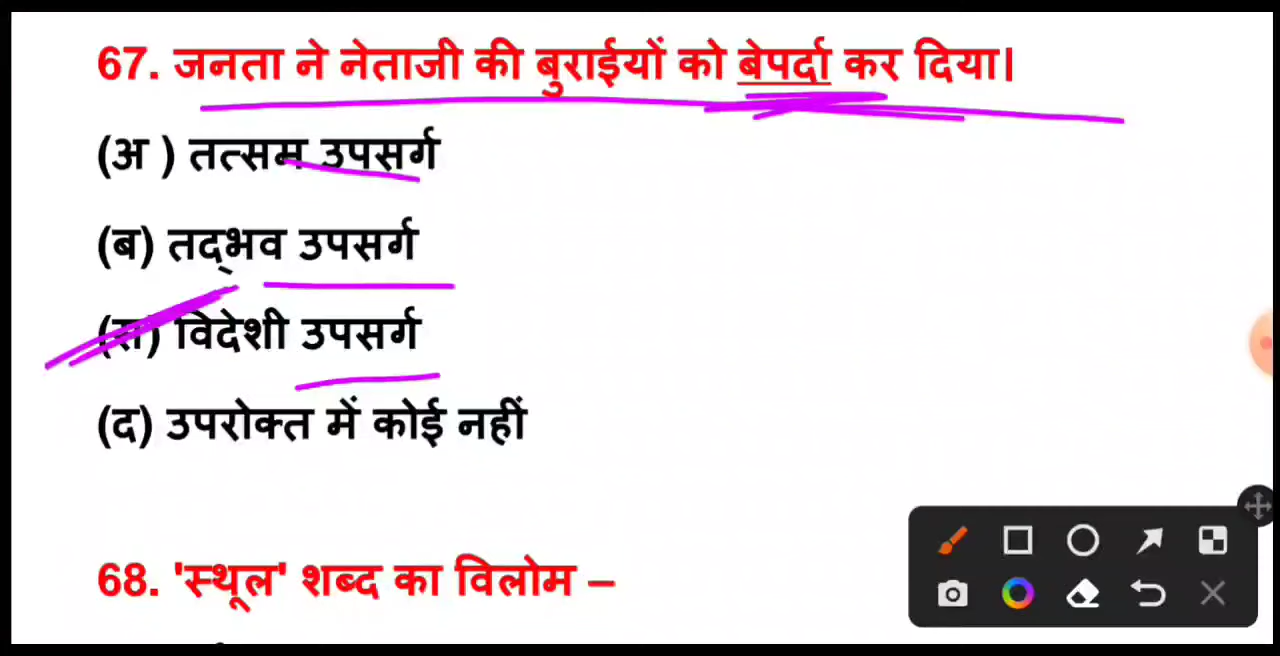 67. जनता ने नेताजी की बुराईयों को बेपर्दा कर दिया।
(अ ) तत्सम उपसर्ग
(ब) तद्भव उपसर्ग
(स) विदेशी उपसर्ग
(द) उपरोक्त में कोई नहीं
68. 'स्थूल' शब्द का विलोम –